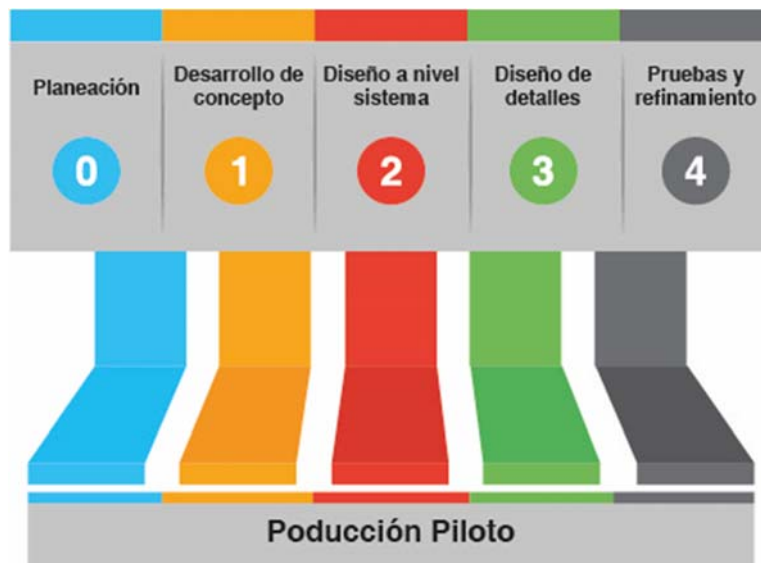 Planeación
0
Desarrollo de
concepto
1
Diseño a nivel
sistema
2
Diseño de
detalles
3
Pruebas y
refinamiento
4
Poducción Piloto